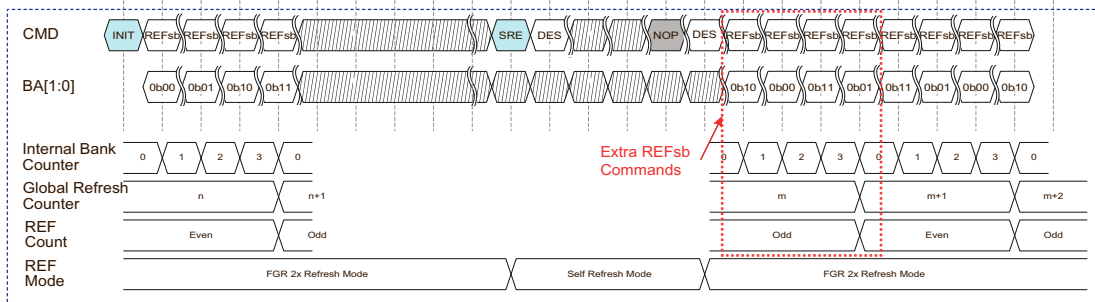 CMD INIT REFsb REFsb REFsb REFsb SRE DES NOP DES REFsb REFsb REFsb REFsb REFsb REFsb REFsb REFsb
BA[1:0] 0b00 0b01 0b10 0b11 0b10 0b00 0b11 0b01 0b11 0b01 0b00 0b10
Extra REFsb
Commands
Internal Bank
Counter 0 1 2 3 0 0 1 2 3 0 1 2 3 0
Global Refresh
Counter n n+1 m m+1 m+2
REF
Count Even Odd Odd Even Odd
REF
Mode FGR 2x Refresh Mode Self Refresh Mode FGR 2x Refresh Mode